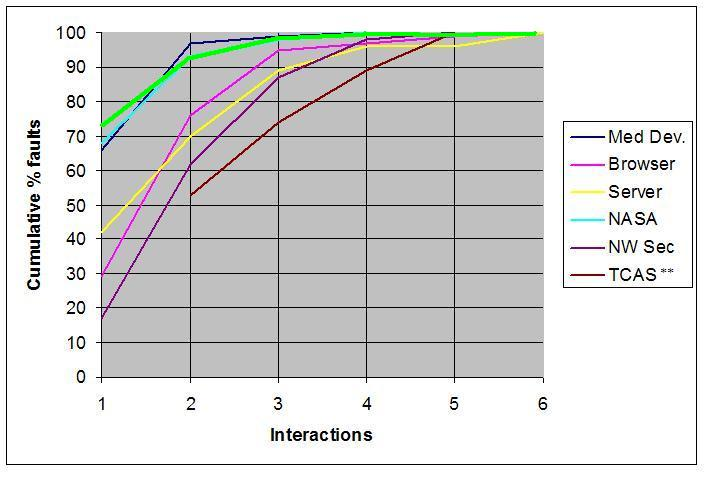 100
90
80
70
60
50
40
30
20
10
0
Cumulative % faults
1 2 3 4 5 6
Interactions
Med Dev.
Browser
Server
NASA
NW Sec
TCAS **